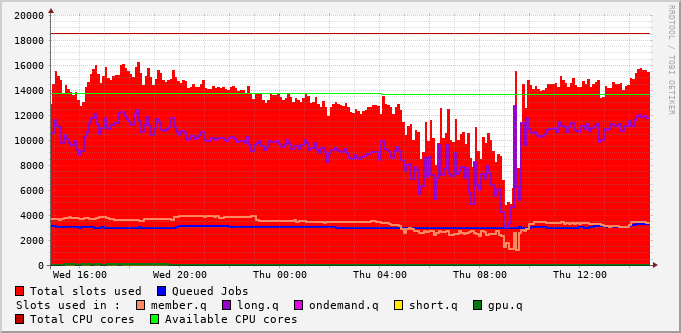 20000
18000
16000
14000
12000
10000
8000
6000
4000
2000
0
Wed 16:00 Wed 20:00 Thu 00:00 Thu 04:00 Thu 08:00 Thu 12:00
Total slots used Queued Jobs
Slots used in : member.q long.q ondemand.q short.q gpu.q
Total CPU cores Available CPU cores
RRDTOOL / TOBI OETIKER